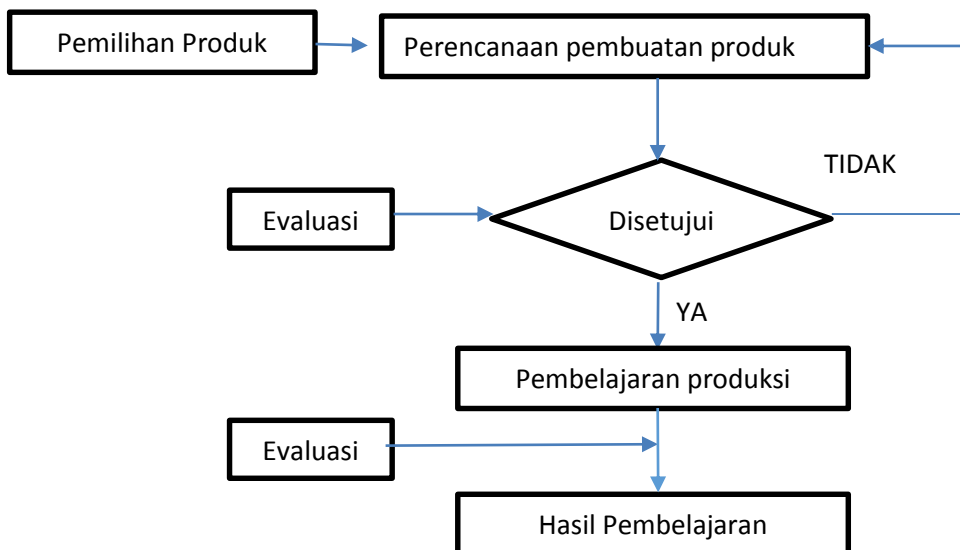 Pemilihan Produk
Perencanaan pembuatan produk
TIDAK
Evaluasi
Disetujui
YA
Pembelajaran produksi
Evaluasi
Hasil Pembelajaran